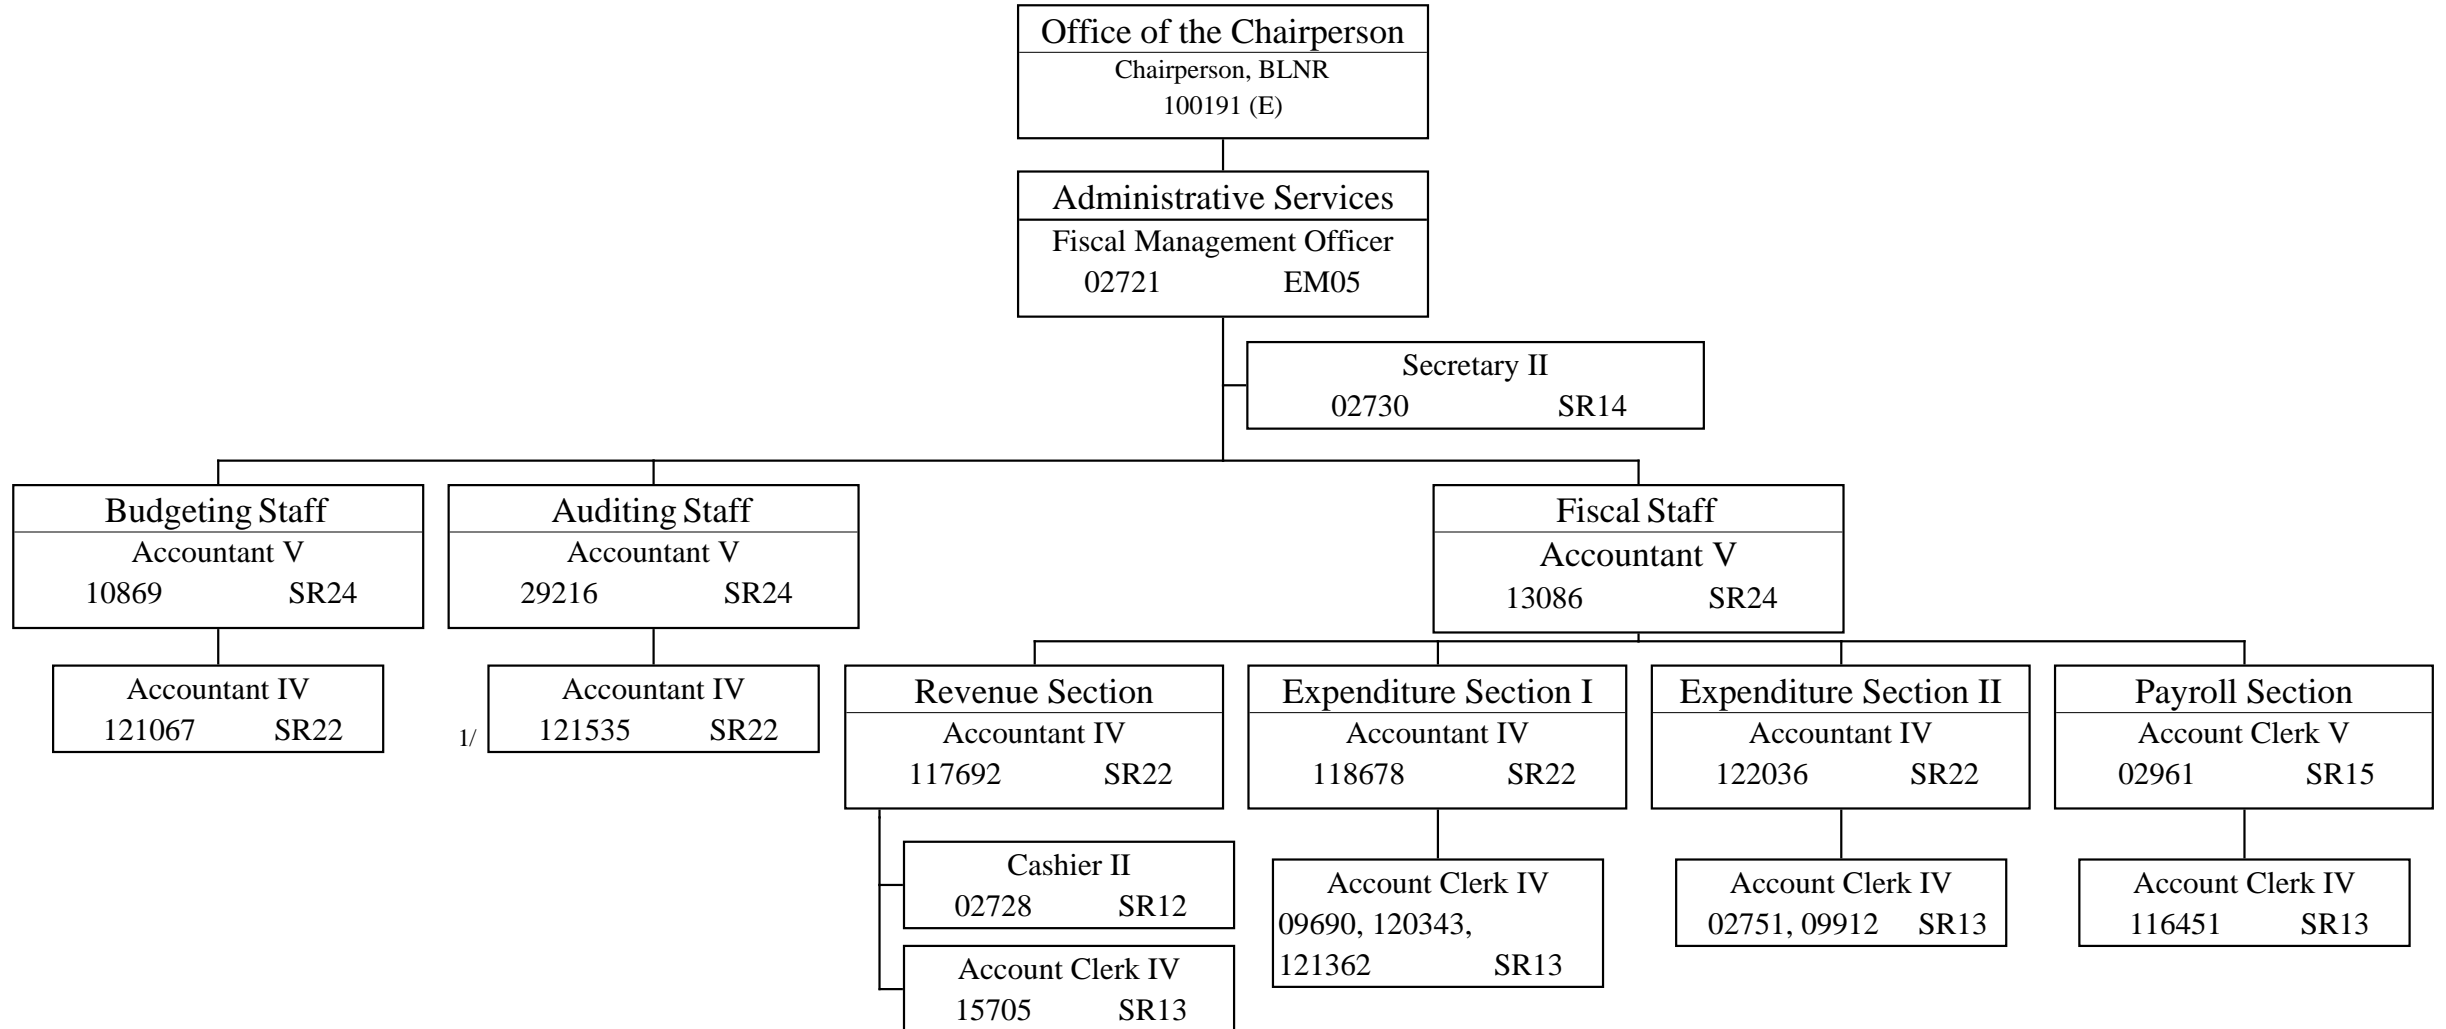 Office of the Chairperson
Chairperson, BLNR
100191 (E)
Administrative Services
Fiscal Management Officer
02721 EM05
Secretary II
02730 SR14
Budgeting Staff
Accountant V
10869 SR24
Auditing Staff
Accountant V
29216 SR24
Fiscal Staff
Accountant V
13086 SR24
Accountant IV
121067 SR22
1/
Accountant IV
121535 SR22
Revenue Section
Accountant IV
117692 SR22
Expenditure Section I
Accountant IV
118678 SR22
Expenditure Section II
Accountant IV
122036 SR22
Payroll Section
Account Clerk V
02961 SR15
Cashier II
02728 SR12
Account Clerk IV
15705 SR13
Account Clerk IV
09690, 120343,
121362 SR13
Account Clerk IV
02751, 09912 SR13
Account Clerk IV
116451 SR13